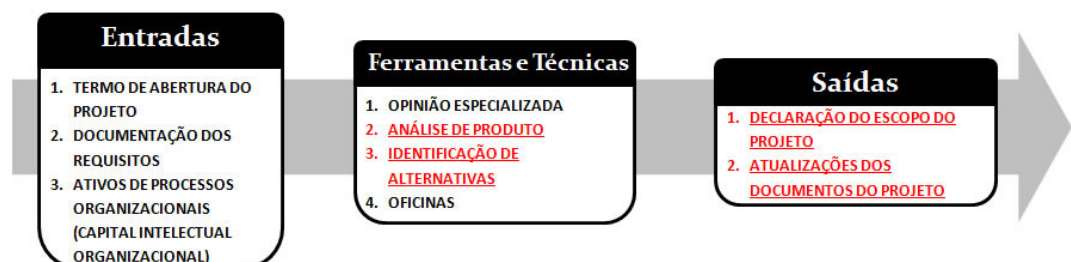 Entradas
1. TERMO DE ABERTURA DO
PROJETO
2. DOCUMENTAÇÃO DOS
REQUISITOS
3. ATIVOS DE PROCESSOS
ORGANIZACIONAIS
(CAPITAL INTELECTUAL
ORGANIZACIONAL)
Ferramentas e Técnicas
1. OPINIÃO ESPECIALIZADA
2. ANÁLISE DE PRODUTO
3. IDENTIFICAÇÃO DE
ALTERNATIVAS
4. OFICINAS
Saídas
1. DECLARAÇÃO DO ESCOPO DO
PROJETO
2. ATUALIZAÇÕES DOS
DOCUMENTOS DO PROJETO